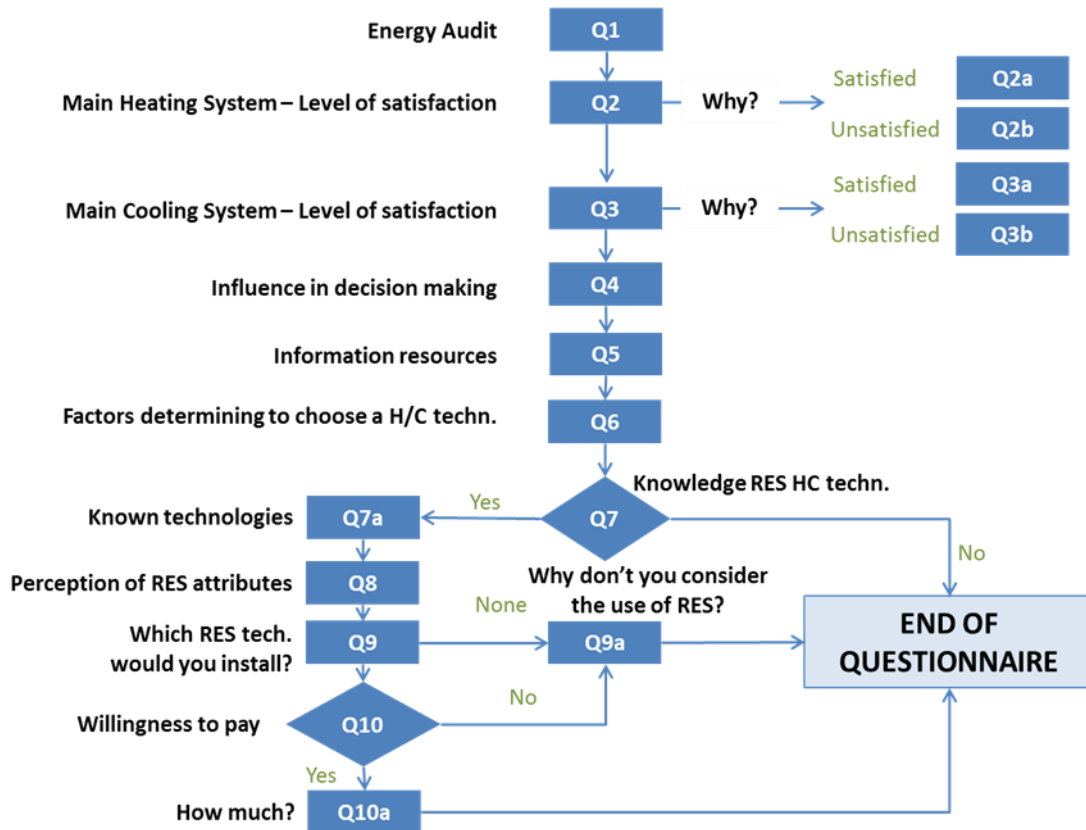 Energy Audit
Q1
Main Heating System – Level of satisfaction
Q2
Why?
Satisfied
Q2a
Unsatisfied
Q2b
Main Cooling System – Level of satisfaction
Q3
Why?
Satisfied
Q3a
Unsatisfied
Q3b
Influence in decision making
Q4
Information resources
Q5
Factors determining to choose a H/C techn.
Q6
Knowledge RES HC techn.
Q7
Yes
No
Known technologies
Q7a
Perception of RES attributes
Q8
Why don't you consider
the use of RES?
Which RES tech.
would you install?
Q9
None
Q9a
END OF
QUESTIONNAIRE
Willingness to pay
Q10
No
Yes
How much?
Q10a